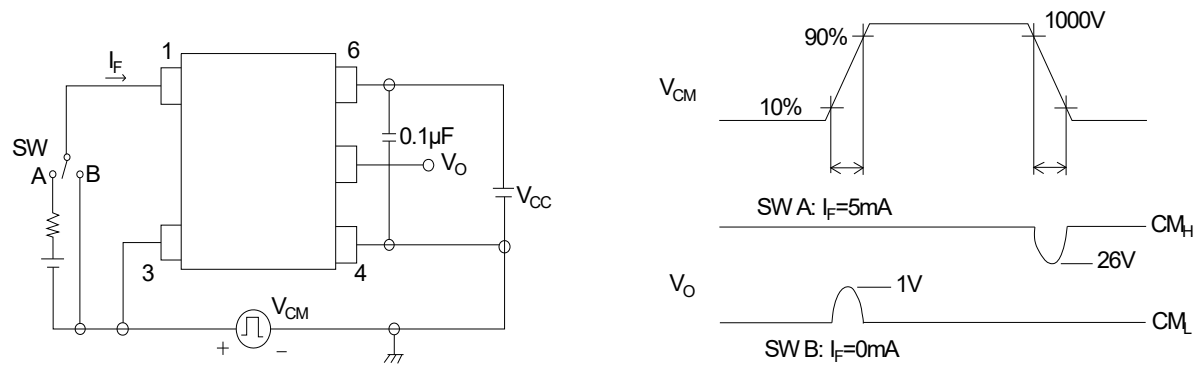 1
6
I_F
SW
A
B
0.1µF
V_O
V_CC
3
4
V_CM
+
−
90%
1000V
V_CM
10%
SW A: I_F=5mA
CM_H
26V
V_O
1V
CM_L
SW B: I_F=0mA